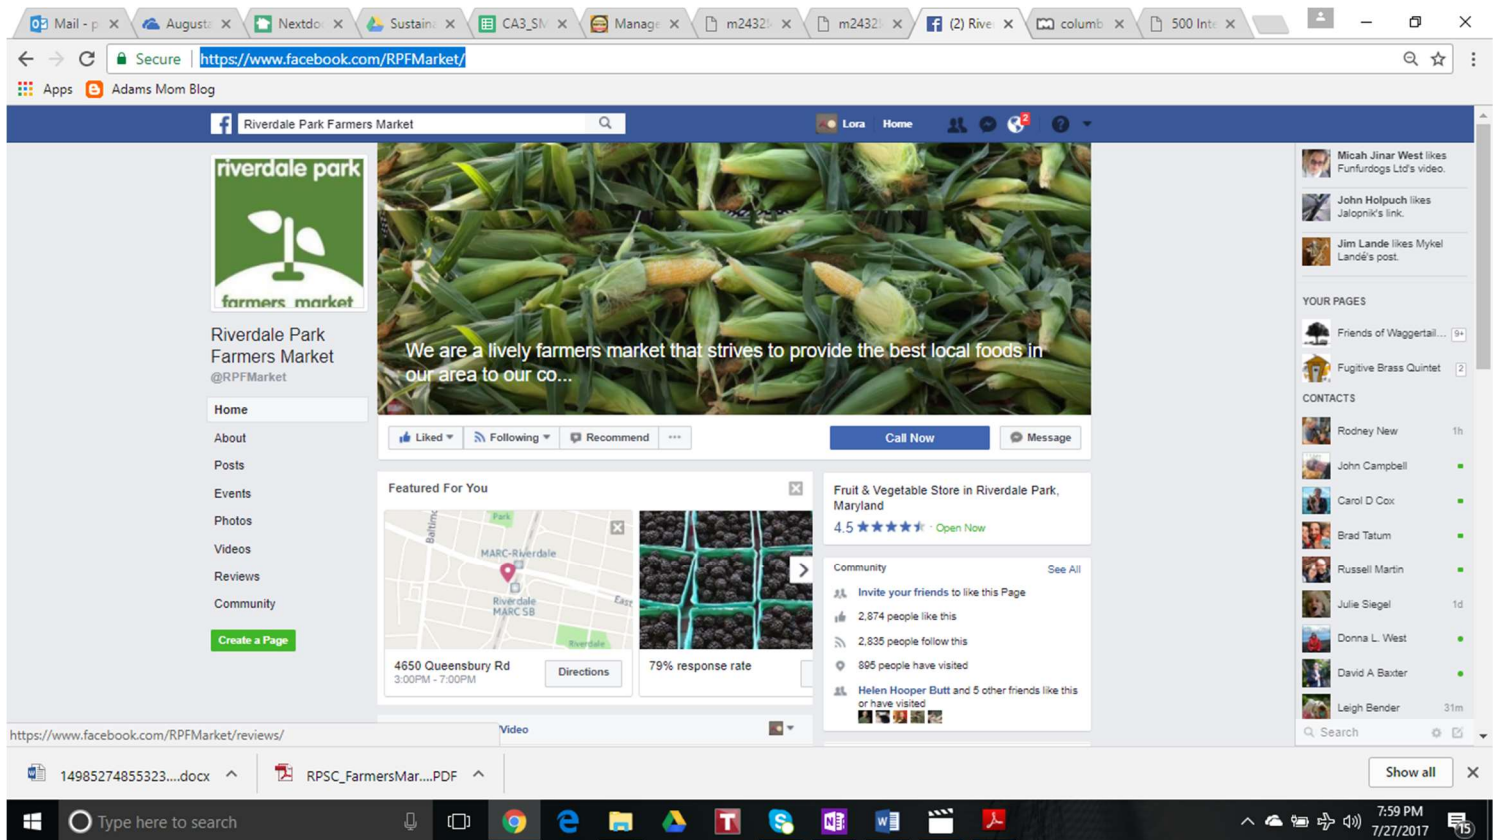 Mail - p
Augusta
Nextdo
Sustain
CA3_SM
Manage
m2432
m2432
(2) River
columb
500 Inte
Secure
https://www.facebook.com/RPFMarket/
Apps
Adams Mom Blog
Riverdale Park Farmers Market
Lora
Home
2
riverdale park
farmers market
Riverdale Park
Farmers Market
@RPFMarket
Home
About
Posts
Events
Photos
Videos
Reviews
Community
Create a Page
We are a lively farmers market that strives to provide the best local foods in
our area to our co...
Liked
Following
Recommend
Call Now
Message
Featured For You
Park
Baltimo
MARC-Riverdale
Riverdale
MARC SB
East
Riverdale
4650 Queensbury Rd
3:00PM - 7:00PM
Directions
79% response rate
Video
Fruit & Vegetable Store in Riverdale Park,
Maryland
4.5 ★★★★ · Open Now
Community
See All
Invite your friends to like this Page
2,874 people like this
2,835 people follow this
895 people have visited
Helen Hooper Butt and 5 other friends like this
or have visited
Micah Jinar West likes
Funfurdogs Ltd's video.
John Holpuch likes
Jalopnik's link.
Jim Lande likes Mykel
Landé's post.
YOUR PAGES
Friends of Waggertail.... 9+
Fugitive Brass Quintet 2
CONTACTS
Rodney New 1h
John Campbell
Carol D Cox
Brad Tatum
Russell Martin
Julie Siegel 1d
Donna L. West
David A Baxter
Leigh Bender 31m
Search
https://www.facebook.com/RPFMarket/reviews/
14985274855323....docx
RPSC_FarmersMar....PDF
Show all
Type here to search
7:59 PM
7/27/2017
15